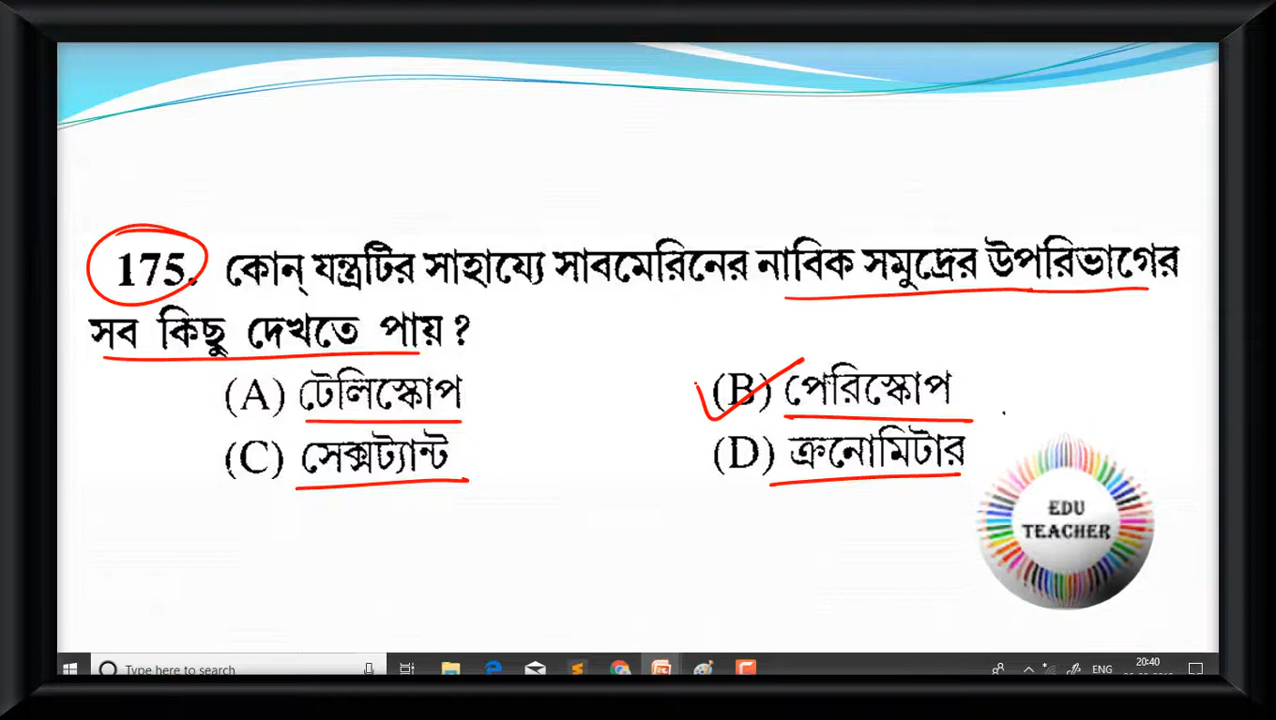 175. কোন্ যন্ত্রটির সাহায্যে সাবমেরিনের নাবিক সমুদ্রের উপরিভাগের
সব কিছু দেখতে পায় ?
(A) টেলিস্কোপ (B) পেরিস্কোপ
(C) সেক্সট্যান্ট (D) ক্রনোমিটার
EDU
TEACHER
Type here to search ENG 20:40